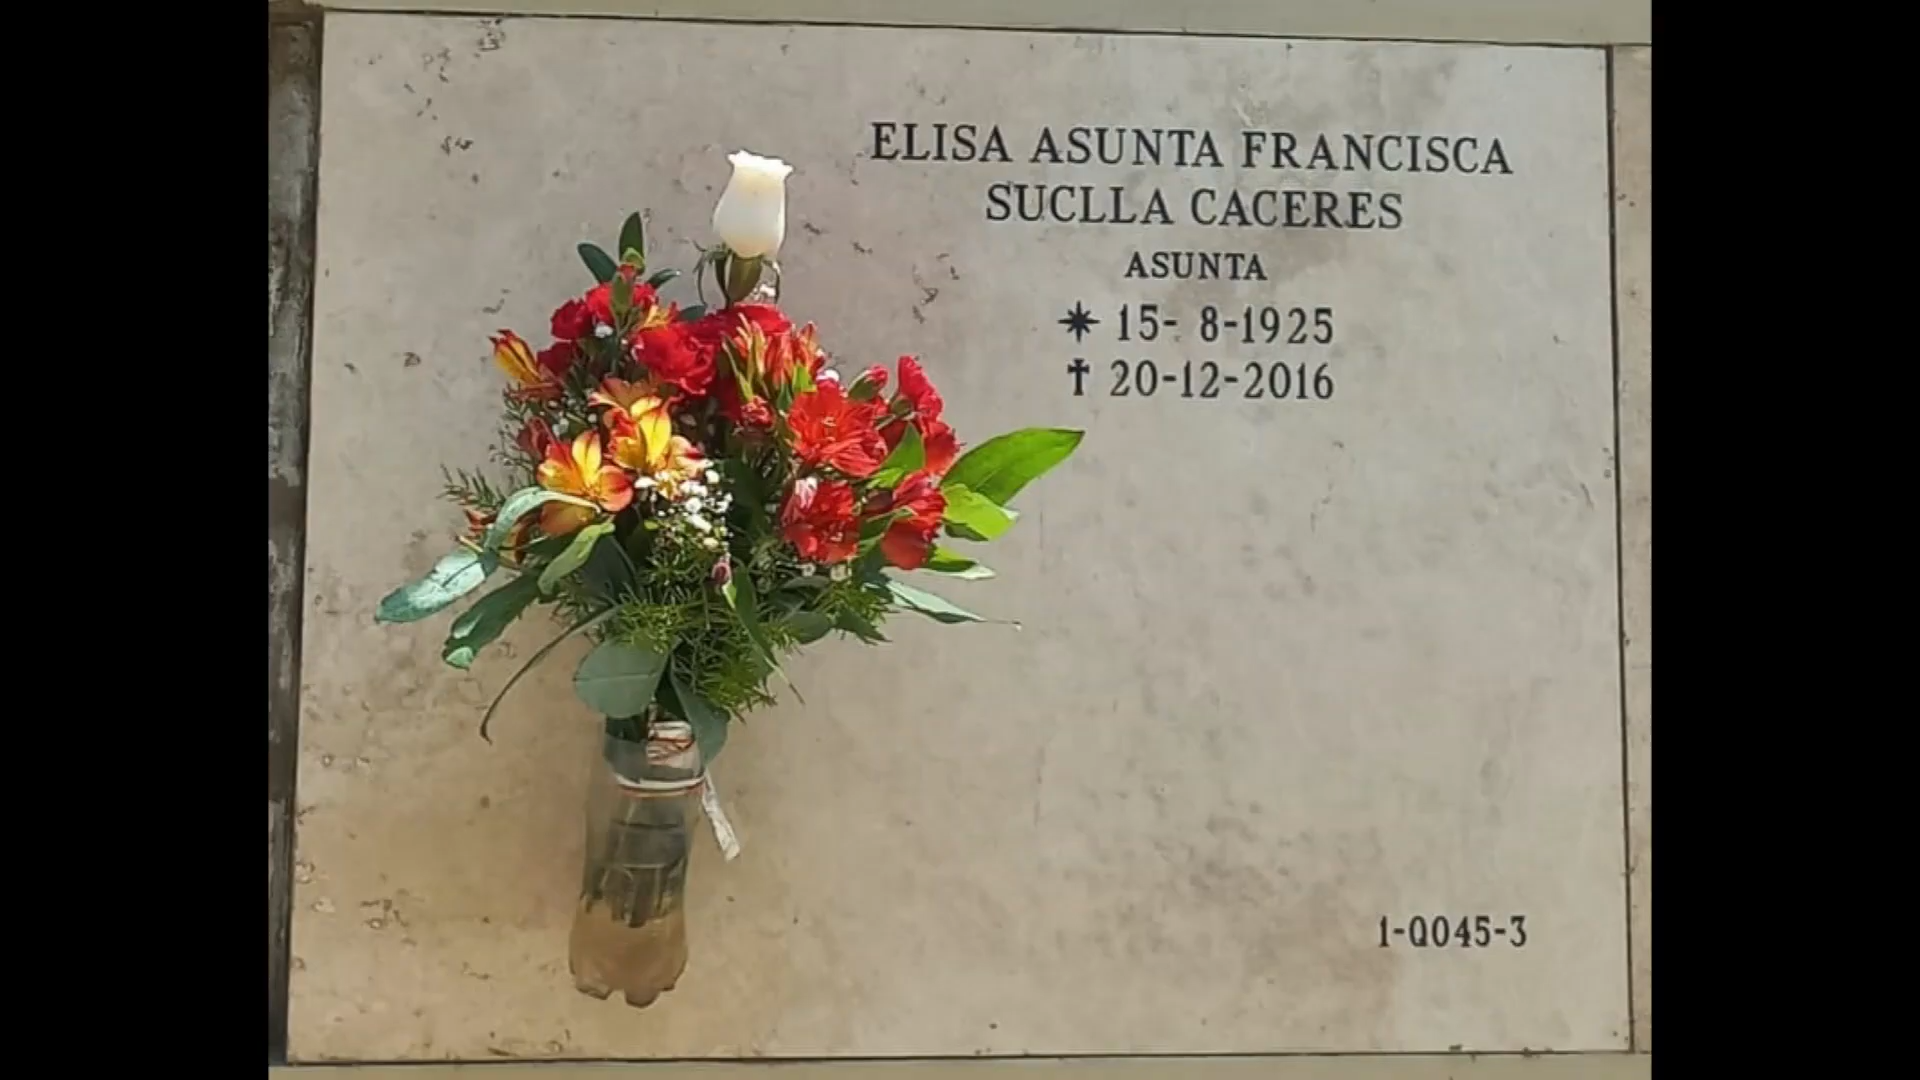 ELISA ASUNTA FRANCISCA
SUCLLA CACERES
ASUNTA
✴ 15- 8-1925
✝ 20-12-2016
1-Q045-3